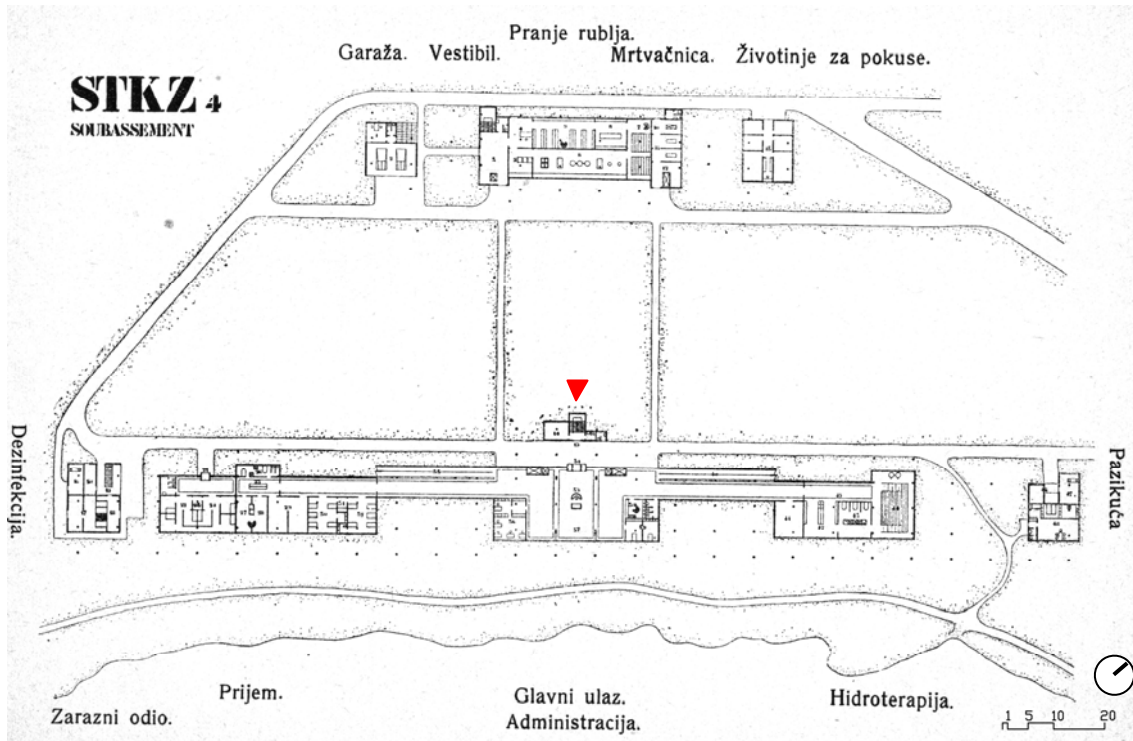 Pranje rublja.
Garaža. Vestibil. Mrtvačnica. Životinje za pokuse.
STKZ 4
SOUBASSEMENT
Dezinfekcija.
Pazikuća
Prijem.
Glavni ulaz.
Hidroterapija.
Zarazni odio.
Administracija.
1 5 10 20